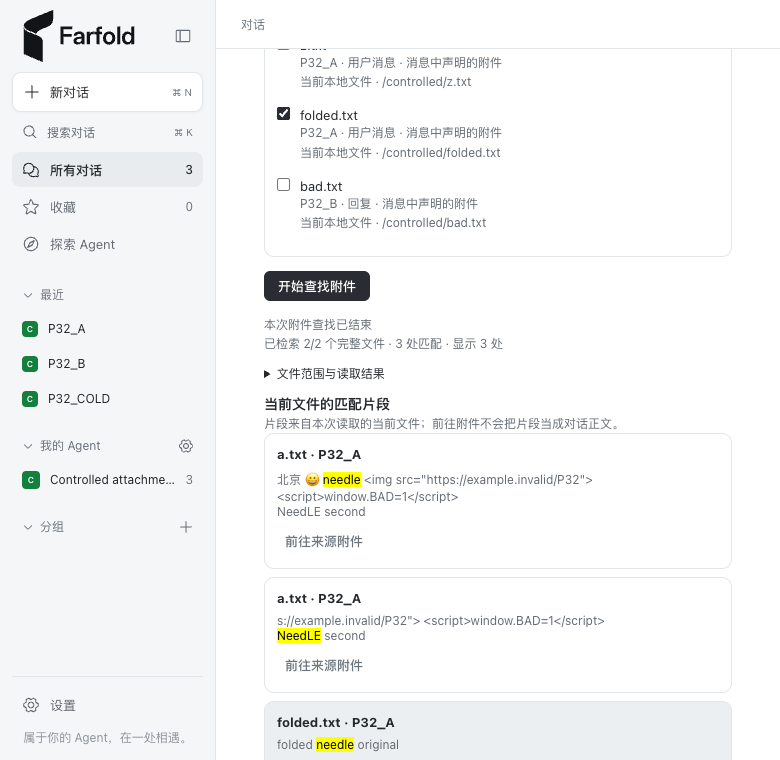 Farfold
对话
新对话
⌘ N
搜索对话
⌘ K
所有对话
3
收藏
0
探索 Agent
最近
C P32_A
C P32_B
C P32_COLD
我的 Agent
C Controlled attachme... 3
分组
设置
属于你的 Agent，在一处相遇。
P32_A · 用户消息 · 消息中声明的附件
当前本地文件 · /controlled/z.txt
folded.txt
P32_A · 用户消息 · 消息中声明的附件
当前本地文件 · /controlled/folded.txt
bad.txt
P32_B · 回复 · 消息中声明的附件
当前本地文件 · /controlled/bad.txt
开始查找附件
本次附件查找已结束
已检索 2/2 个完整文件 · 3 处匹配 · 显示 3 处
文件范围与读取结果
当前文件的匹配片段
片段来自本次读取的当前文件；前往附件不会把片段当成对话正文。
a.txt · P32_A
北京 😀 needle <img src="https://example.invalid/P32">
<script>window.BAD=1</script>
NeedLE second
前往来源附件
a.txt · P32_A
s://example.invalid/P32"> <script>window.BAD=1</script>
NeedLE second
前往来源附件
folded.txt · P32_A
folded needle original